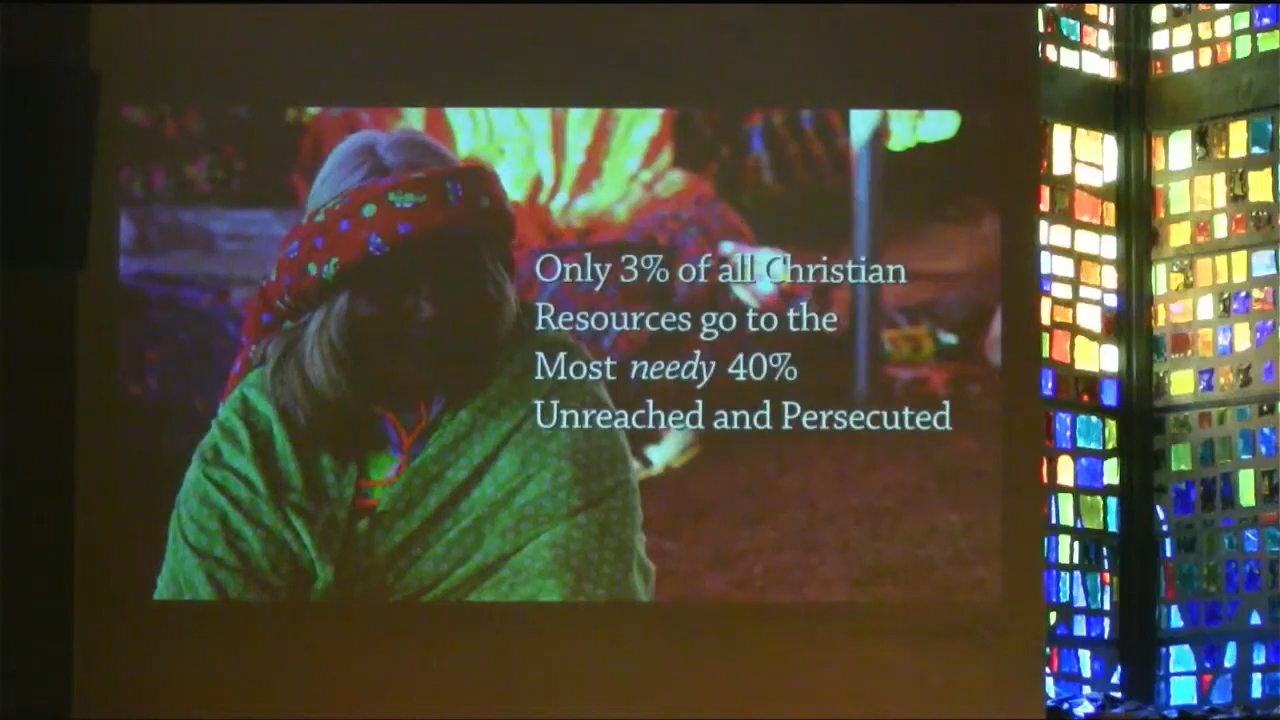 Only 3% of all Christian
Resources go to the
Most needy 40%
Unreached and Persecuted